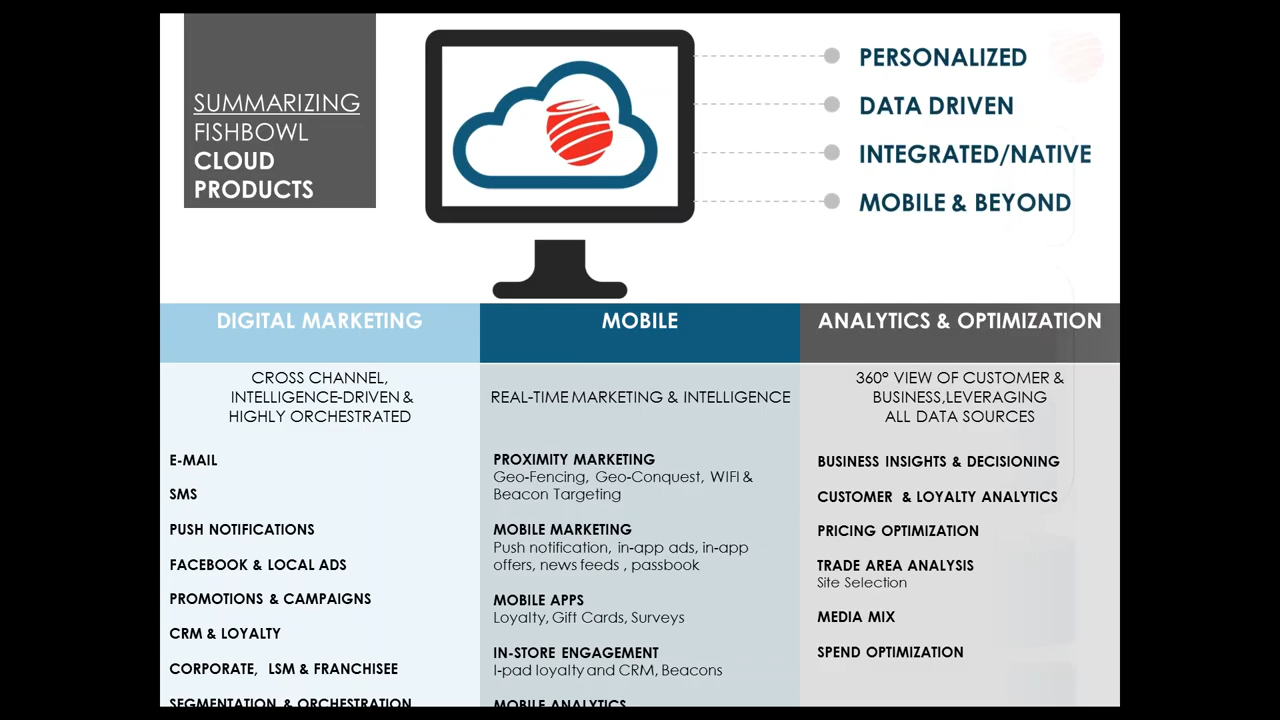 SUMMARIZING
FISHBOWL
CLOUD
PRODUCTS
PERSONALIZED
DATA DRIVEN
INTEGRATED/NATIVE
MOBILE & BEYOND
DIGITAL MARKETING
CROSS CHANNEL,
INTELLIGENCE-DRIVEN &
HIGHLY ORCHESTRATED
E-MAIL
SMS
PUSH NOTIFICATIONS
FACEBOOK & LOCAL ADS
PROMOTIONS & CAMPAIGNS
CRM & LOYALTY
CORPORATE, LSM & FRANCHISEE
SEGMENTATION & ORCHESTRATION
MOBILE
REAL-TIME MARKETING & INTELLIGENCE
PROXIMITY MARKETING
Geo-Fencing, Geo-Conquest, WIFI &
Beacon Targeting
MOBILE MARKETING
Push notification, in-app ads, in-app
offers, news feeds , passbook
MOBILE APPS
Loyalty, Gift Cards, Surveys
IN-STORE ENGAGEMENT
I-pad loyalty and CRM, Beacons
MOBILE ANALYTICS
ANALYTICS & OPTIMIZATION
360° VIEW OF CUSTOMER &
BUSINESS,LEVERAGING
ALL DATA SOURCES
BUSINESS INSIGHTS & DECISIONING
CUSTOMER & LOYALTY ANALYTICS
PRICING OPTIMIZATION
TRADE AREA ANALYSIS
Site Selection
MEDIA MIX
SPEND OPTIMIZATION